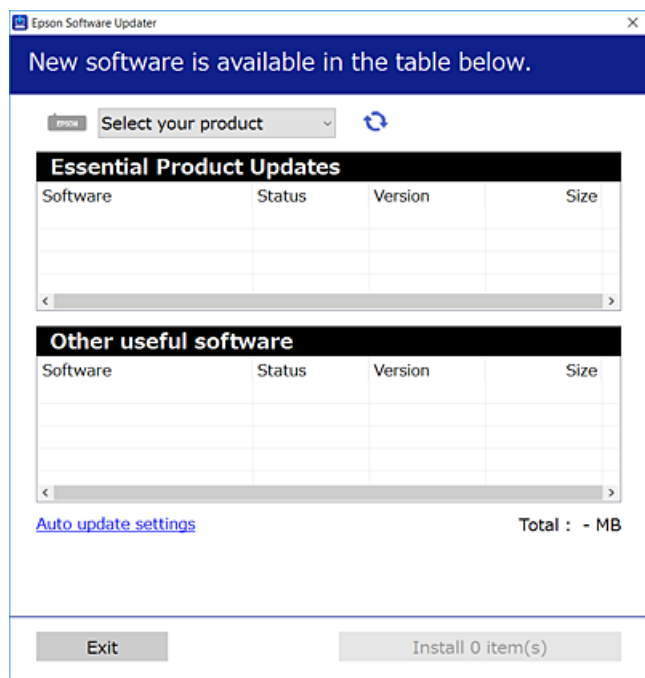 Epson Software Updater
New software is available in the table below.
EPSON Select your product
Essential Product Updates
Software Status Version Size
Other useful software
Software Status Version Size
Auto update settings Total : - MB
Exit Install 0 item(s)